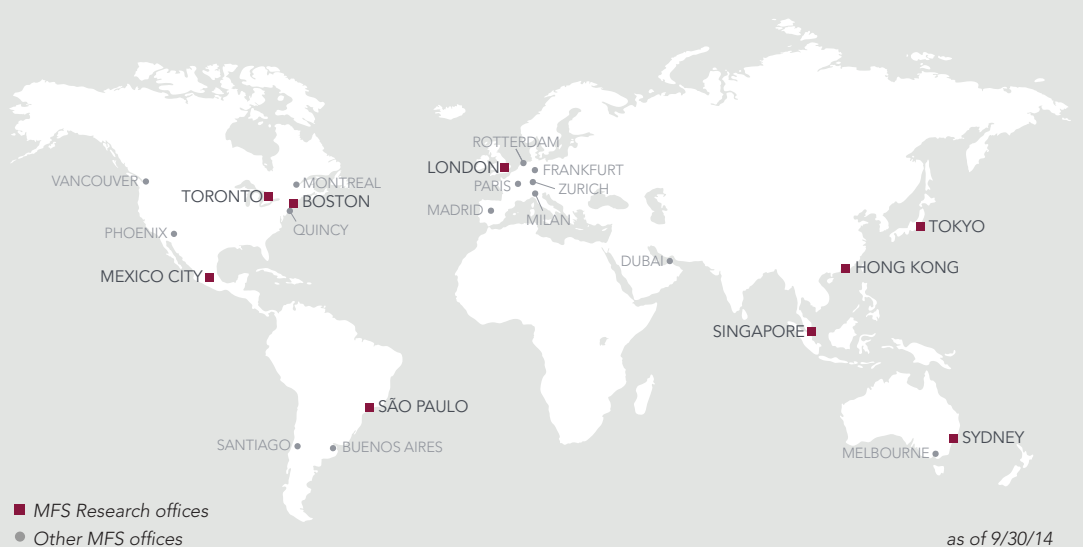 ROTTERDAM
LONDON
FRANKFURT
VANCOUVER
MONTREAL
PARIS
ZURICH
TORONTO
BOSTON
MADRID
MILAN
PHOENIX
QUINCY
TOKYO
DUBAI
HONG KONG
MEXICO CITY
SINGAPORE
SÃO PAULO
SANTIAGO
BUENOS AIRES
SYDNEY
MELBOURNE
MFS Research offices
Other MFS offices
as of 9/30/14